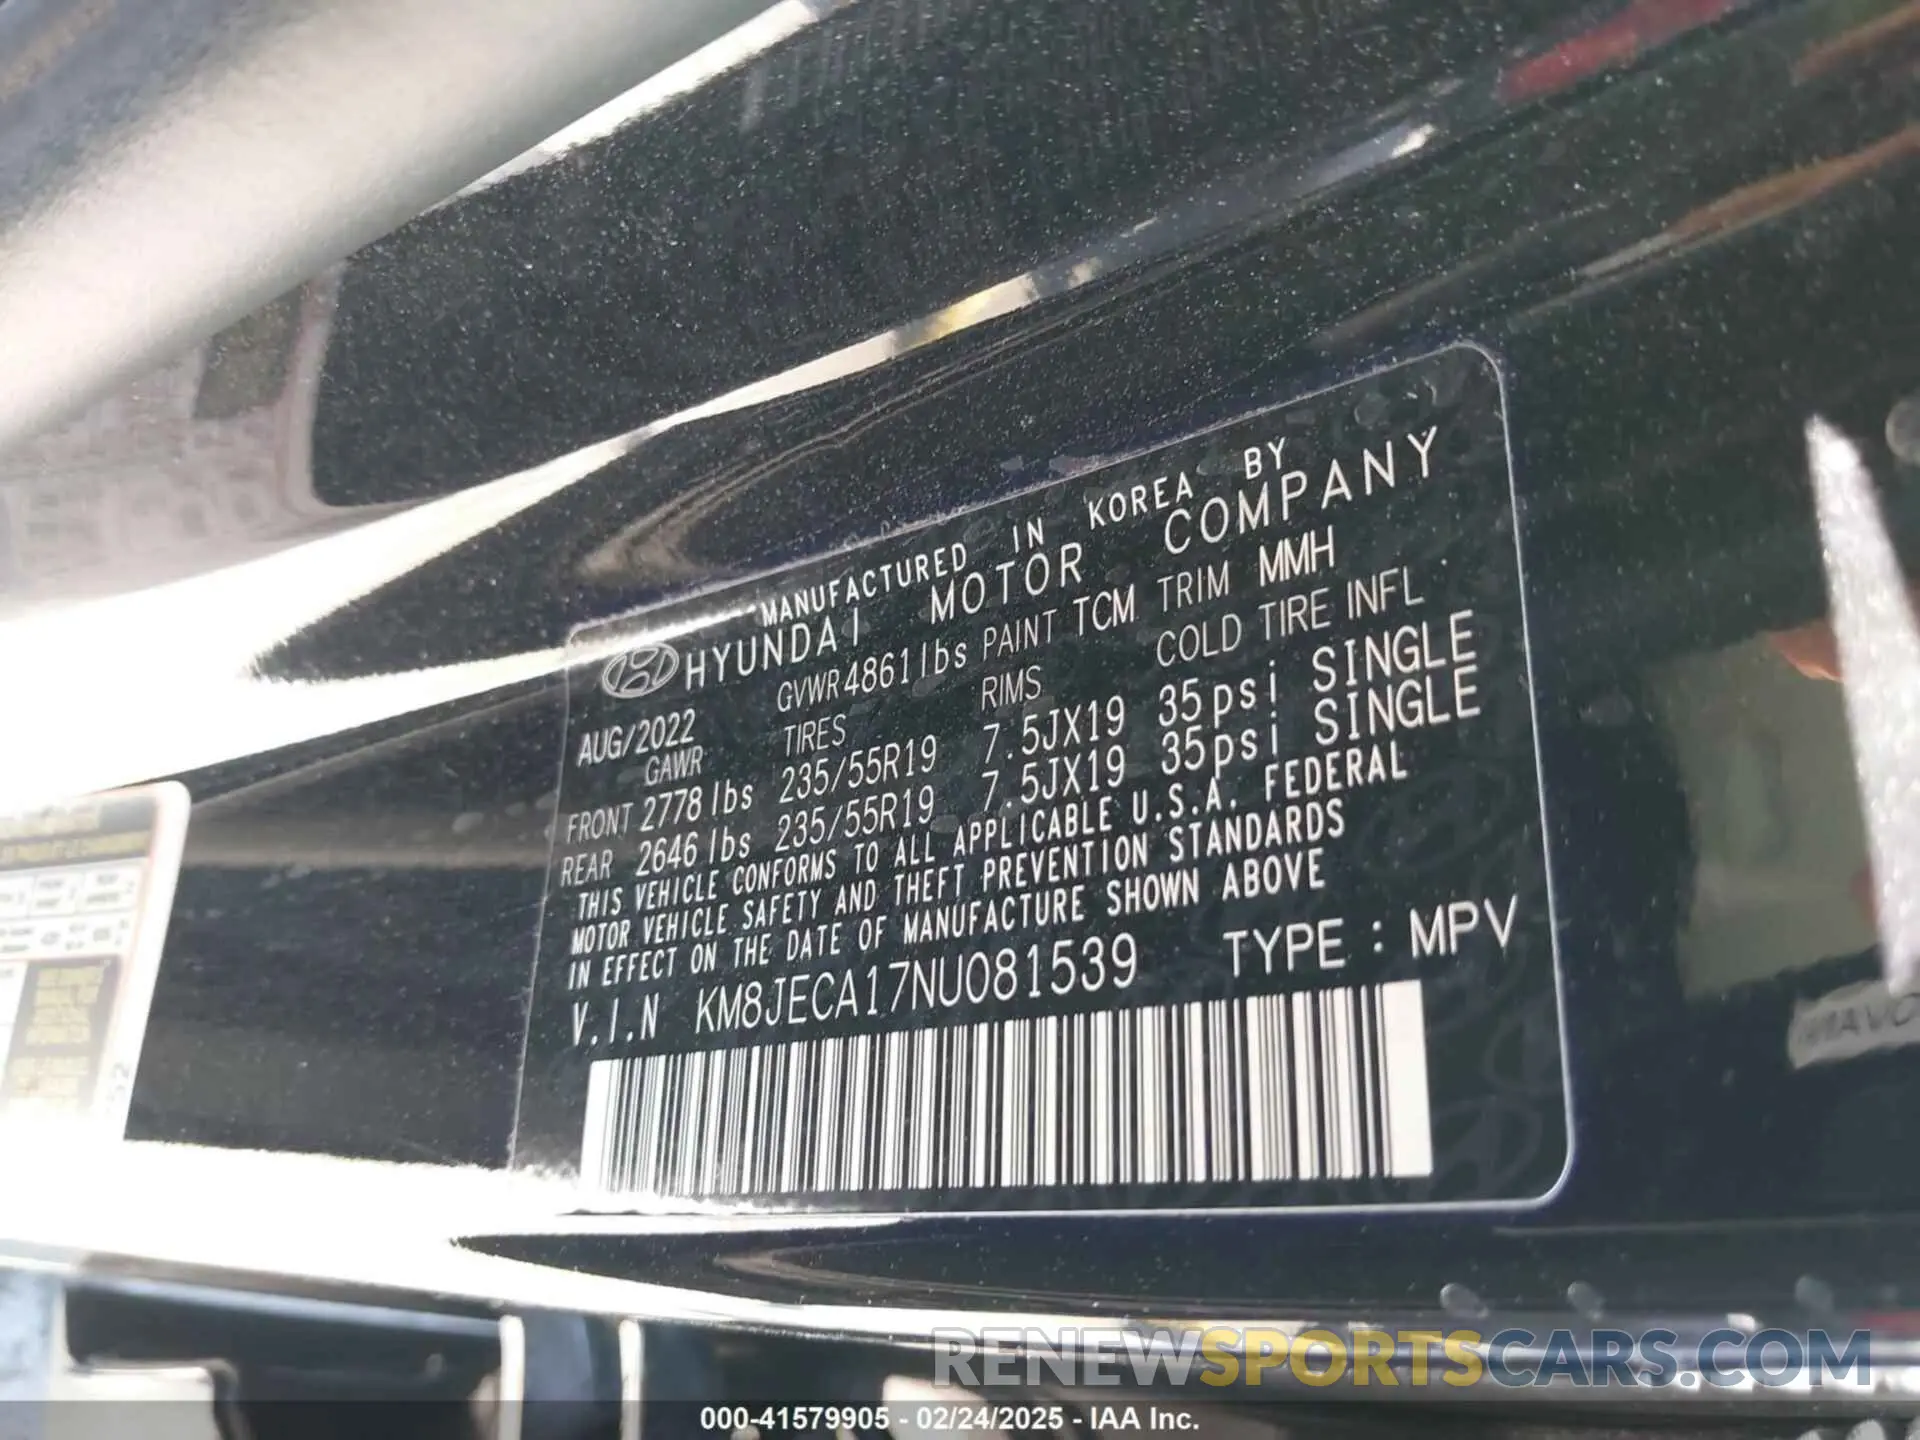 MANUFACTURED IN KOREA BY
HYUNDAI MOTOR COMPANY
AUG/2022 GVWR 4861 lbs PAINT TCM TRIM MMH
GAWR TIRES RIMS COLD TIRE INFL
FRONT 2778 lbs 235/55R19 7.5JX19 35psi SINGLE
REAR 2646 lbs 235/55R19 7.5JX19 35psi SINGLE
THIS VEHICLE CONFORMS TO ALL APPLICABLE U.S.A. FEDERAL
MOTOR VEHICLE SAFETY AND THEFT PREVENTION STANDARDS
IN EFFECT ON THE DATE OF MANUFACTURE SHOWN ABOVE
V.I.N KM8JECA17NU081539 TYPE : MPV
RENEWSPORTSCARS.COM
000-41579905 - 02/24/2025 - IAA Inc.